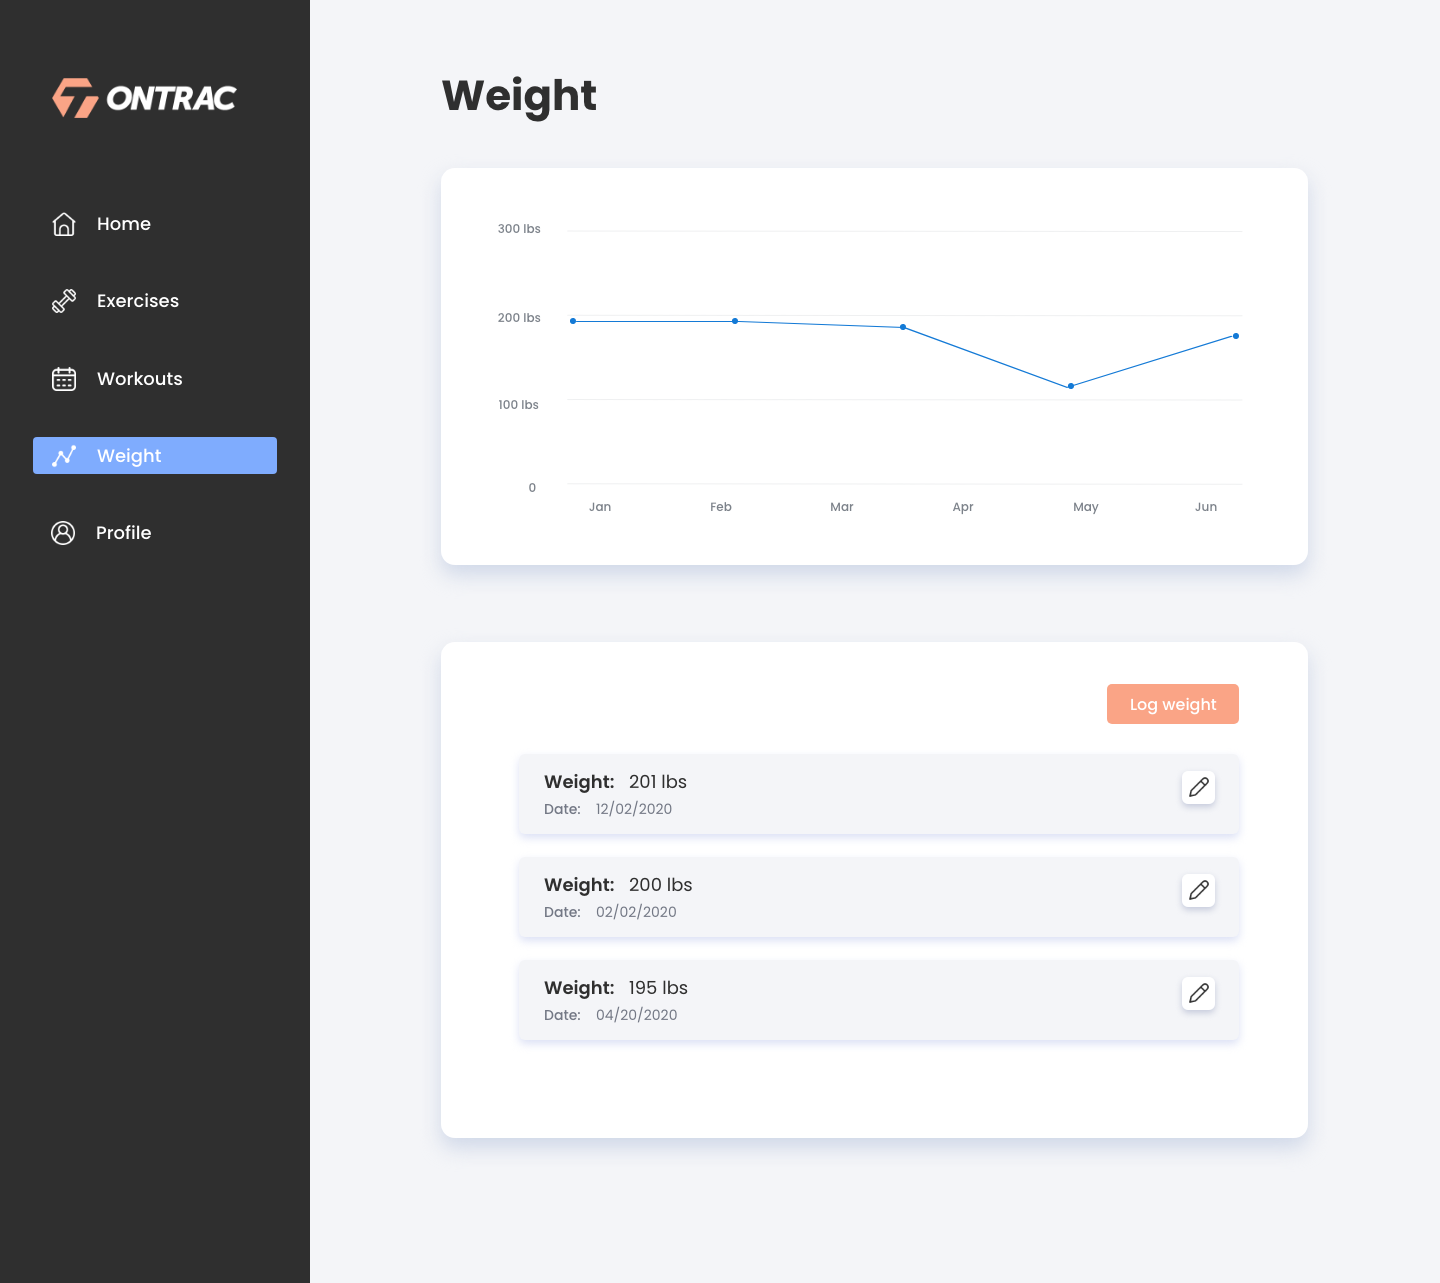 ONTRAC
Home
Exercises
Workouts
Weight
Profile
Weight
300 lbs
200 lbs
100 lbs
0
Jan Feb Mar Apr May Jun
Log weight
Weight: 201 lbs
Date: 12/02/2020
Weight: 200 lbs
Date: 02/02/2020
Weight: 195 lbs
Date: 04/20/2020